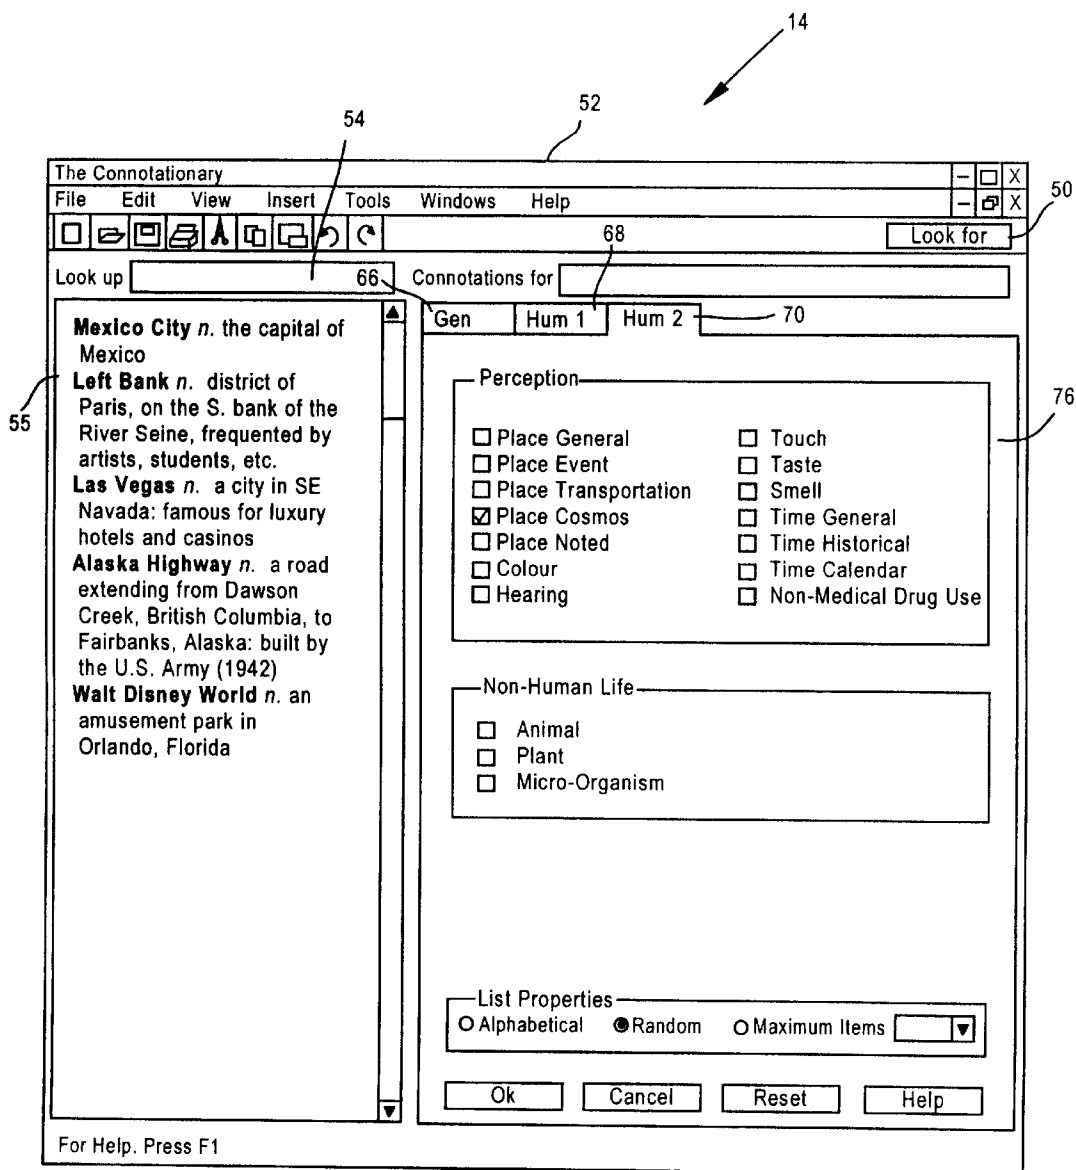 14
52
54
The Connotationary
X
File Edit View Insert Tools Windows Help
X
50
68
Look for
Look up
66
Connotations for
Gen Hum 1 Hum 2
70
Mexico City n. the capital of
Mexico
Left Bank n. district of
Paris, on the S. bank of the
River Seine, frequented by
artists, students, etc.
Las Vegas n. a city in SE
Navada: famous for luxury
hotels and casinos
Alaska Highway n. a road
extending from Dawson
Creek, British Columbia, to
Fairbanks, Alaska: built by
the U.S. Army (1942)
Walt Disney World n. an
amusement park in
Orlando, Florida
55
Perception
76
Place General
Place Event
Place Transportation
Place Cosmos
Place Noted
Colour
Hearing
Touch
Taste
Smell
Time General
Time Historical
Time Calendar
Non-Medical Drug Use
Non-Human Life
Animal
Plant
Micro-Organism
List Properties
Alphabetical Random Maximum Items
Ok Cancel Reset Help
For Help. Press F1